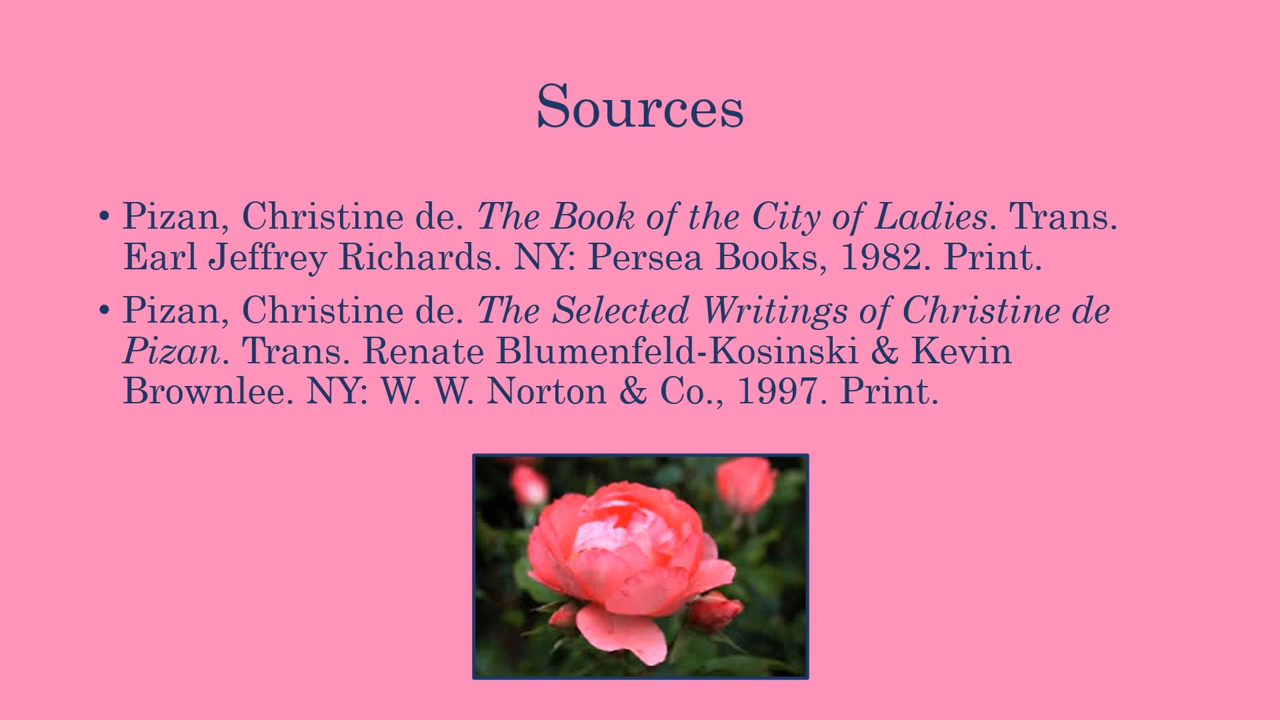 Sources
• Pizan, Christine de. The Book of the City of Ladies. Trans.
Earl Jeffrey Richards. NY: Persea Books, 1982. Print.
• Pizan, Christine de. The Selected Writings of Christine de
Pizan. Trans. Renate Blumenfeld-Kosinski & Kevin
Brownlee. NY: W. W. Norton & Co., 1997. Print.